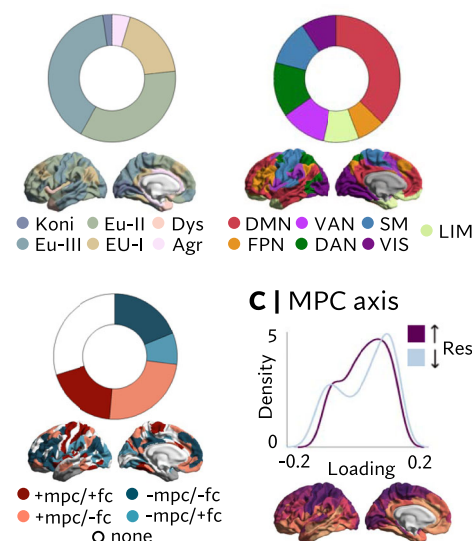 Koni Eu-II Dys
Eu-III EU-I Agr
DMN VAN SM LIM
FPN DAN VIS
+mpc/+fc -mpc/-fc
+mpc/-fc -mpc/+fc
none
C | MPC axis
5
Density
0
-0.2 Loading 0.2
↑ Res
↓